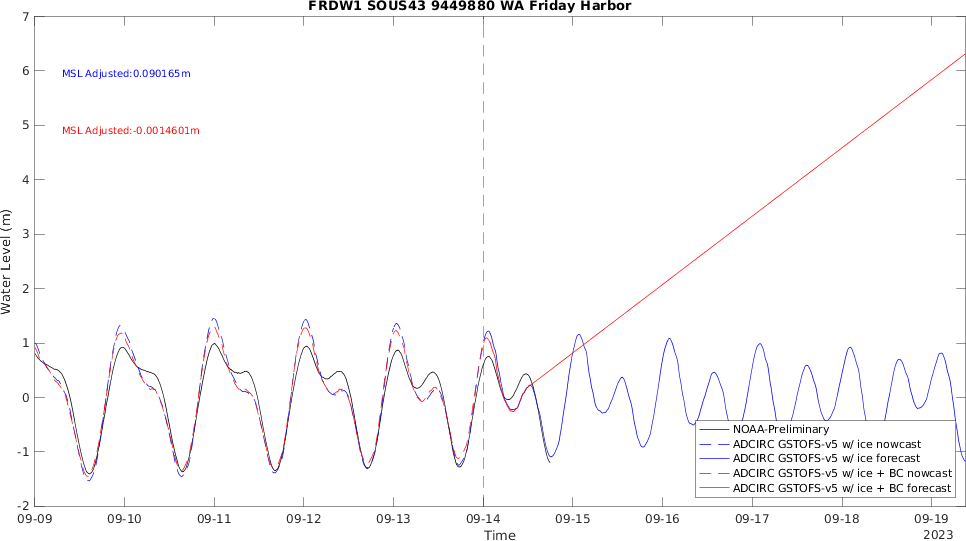 FRDW1 SOUS43 9449880 WA Friday Harbor
7
6
5
4
3
2
1
0
-1
-2
Water Level (m)
MSL Adjusted:0.090165m
MSL Adjusted:-0.0014601m
NOAA-Preliminary
ADCIRC GSTOFS-v5 w/ ice nowcast
ADCIRC GSTOFS-v5 w/ ice forecast
ADCIRC GSTOFS-v5 w/ ice + BC nowcast
ADCIRC GSTOFS-v5 w/ ice + BC forecast
09-09 09-10 09-11 09-12 09-13 09-14 09-15 09-16 09-17 09-18 09-19
2023
Time